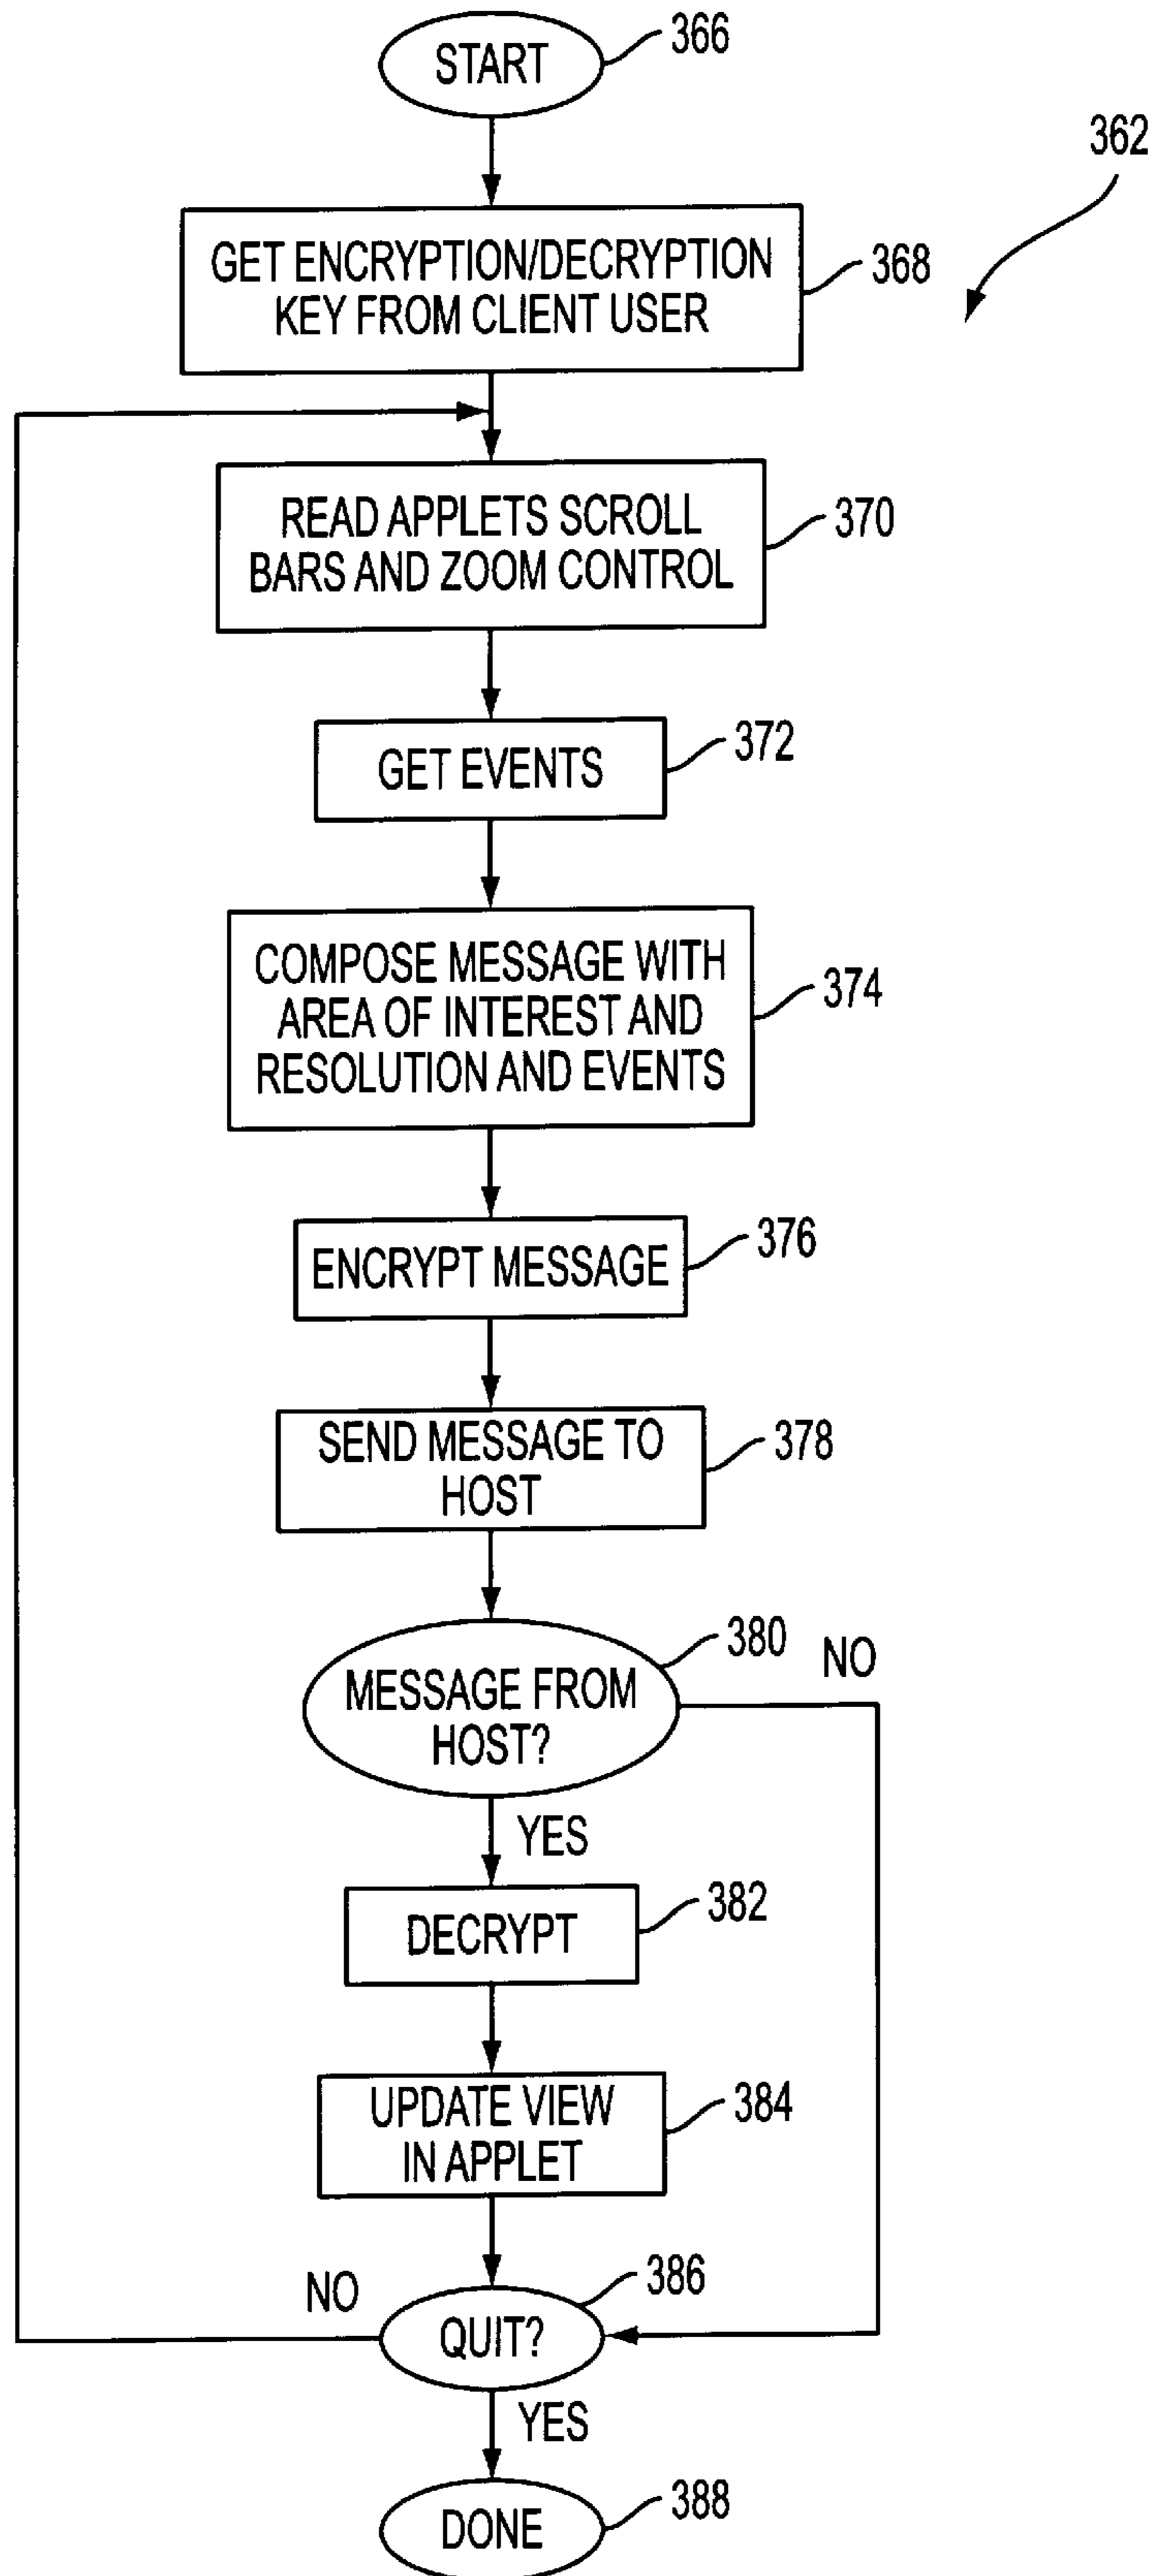 START
366
362
GET ENCRYPTION/DECRYPTION
KEY FROM CLIENT USER
368
READ APPLETS SCROLL
BARS AND ZOOM CONTROL
370
GET EVENTS
372
COMPOSE MESSAGE WITH
AREA OF INTEREST AND
RESOLUTION AND EVENTS
374
ENCRYPT MESSAGE
376
SEND MESSAGE TO
HOST
378
MESSAGE FROM
HOST?
380
NO
YES
DECRYPT
382
UPDATE VIEW
IN APPLET
384
NO
QUIT?
386
YES
DONE
388